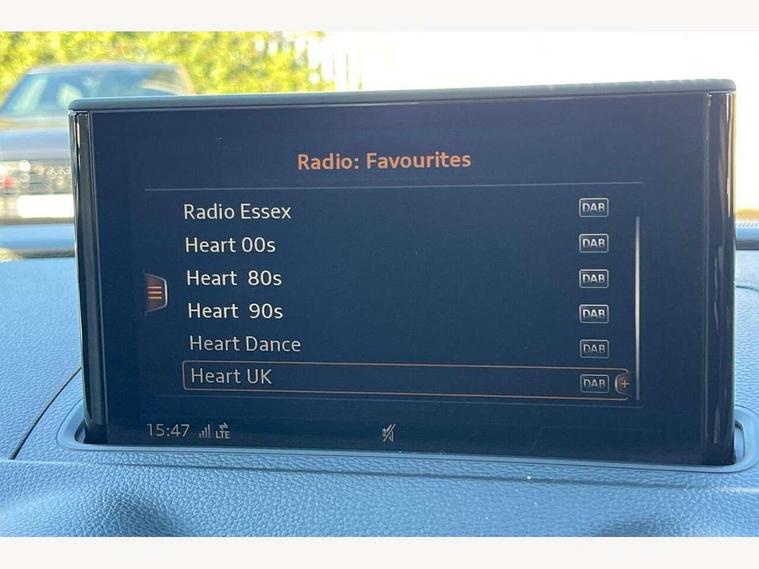 Radio: Favourites
Radio Essex DAB
Heart 00s DAB
Heart 80s DAB
Heart 90s DAB
Heart Dance DAB
Heart UK DAB +
15:47 LTE